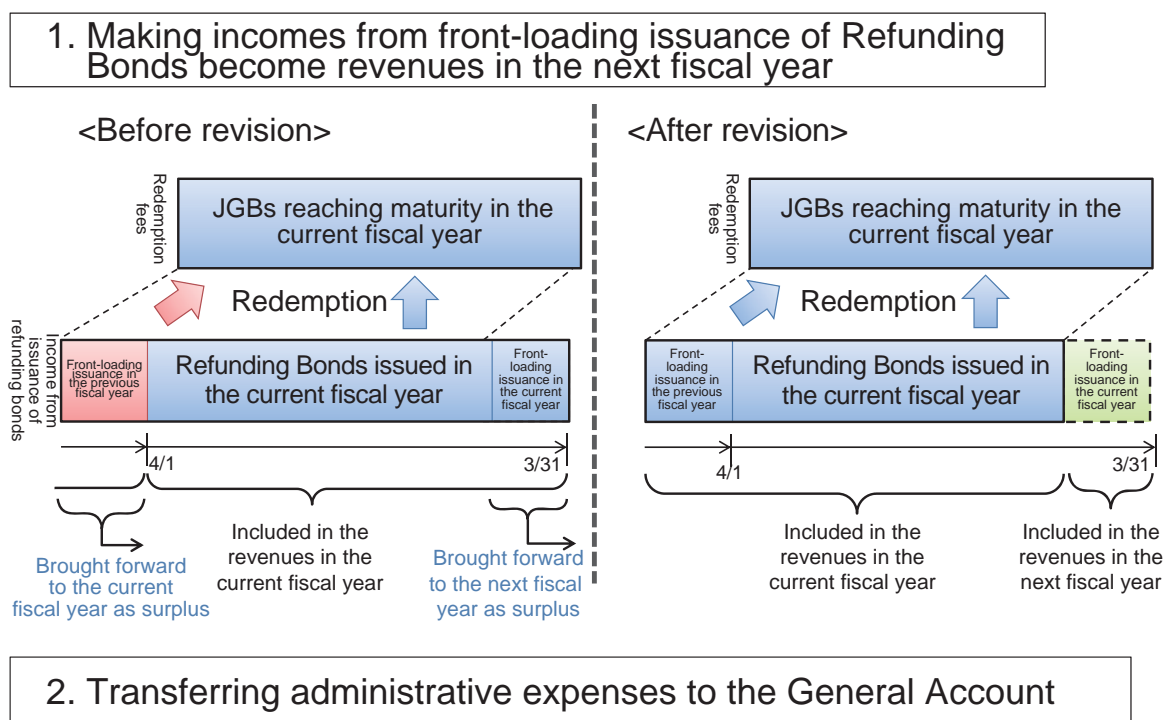 1. Making incomes from front-loading issuance of Refunding
Bonds become revenues in the next fiscal year
<Before revision>
Redemption
fees
JGBs reaching maturity in the
current fiscal year
Redemption
Income from
issuance of
refunding bonds
Front-loading
issuance in
the previous
fiscal year
Refunding Bonds issued in
the current fiscal year
Front-
loading
issuance in
the current
fiscal year
4/1
3/31
Brought forward
to the current
fiscal year as surplus
Included in the
revenues in the
current fiscal year
Brought forward
to the next fiscal
year as surplus
<After revision>
Redemption
fees
JGBs reaching maturity in the
current fiscal year
Redemption
Front-
loading
issuance in
the previous
fiscal year
Refunding Bonds issued in
the current fiscal year
Front-
loading
issuance in
the current
fiscal year
4/1
3/31
Included in the
revenues in the
current fiscal year
Included in the
revenues in the
next fiscal year
2. Transferring administrative expenses to the General Account